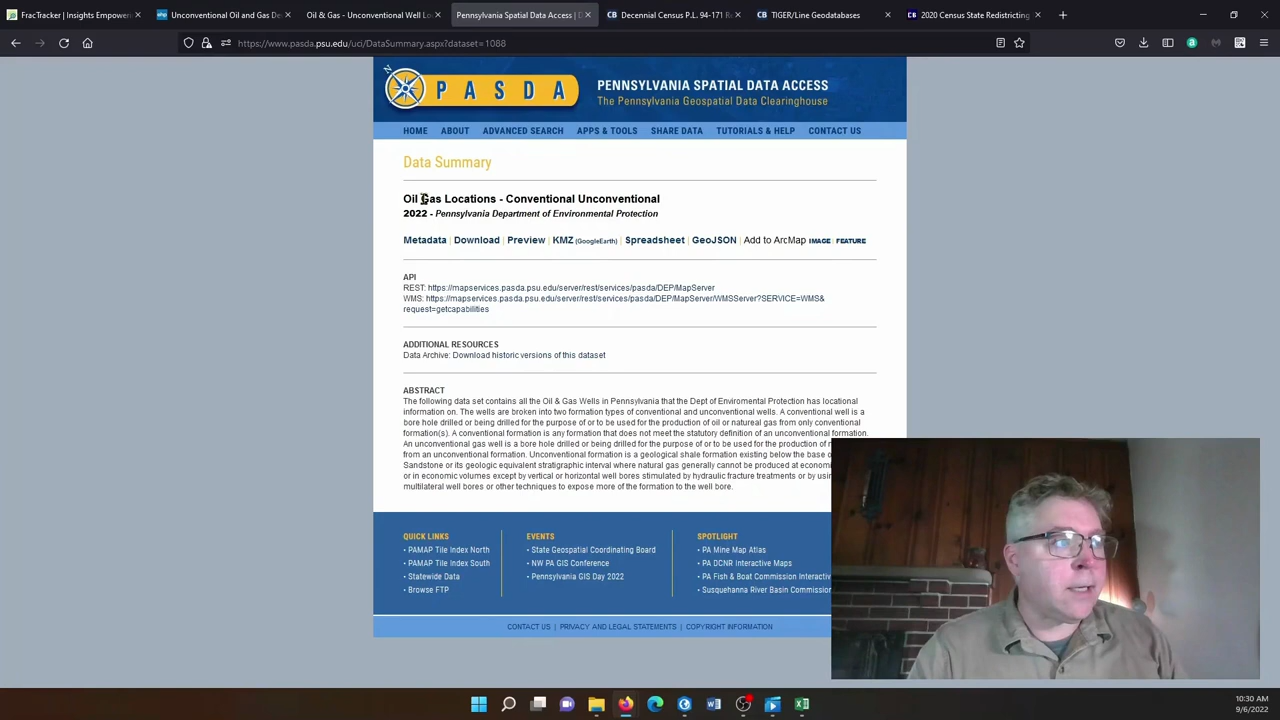 FracTracker | Insights Empoweri
Unconventional Oil and Gas De
Oil & Gas - Unconventional Well Lo
Pennsylvania Spatial Data Access | D
Decennial Census P.L. 94-171 Re
TIGER/Line Geodatabases
2020 Census State Redistricting
https://www.pasda.psu.edu/uci/DataSummary.aspx?dataset=1088
N
PASDA
PENNSYLVANIA SPATIAL DATA ACCESS
The Pennsylvania Geospatial Data Clearinghouse
HOME ABOUT ADVANCED SEARCH APPS & TOOLS SHARE DATA TUTORIALS & HELP CONTACT US
Data Summary
Oil Gas Locations - Conventional Unconventional
2022 - Pennsylvania Department of Environmental Protection
Metadata | Download | Preview | KMZ (GoogleEarth) | Spreadsheet | GeoJSON | Add to ArcMap IMAGE | FEATURE
API
REST: https://mapservices.pasda.psu.edu/server/rest/services/pasda/DEP/MapServer
WMS: https://mapservices.pasda.psu.edu/server/rest/services/pasda/DEP/MapServer/WMSServer?SERVICE=WMS&
request=getcapabilities
ADDITIONAL RESOURCES
Data Archive: Download historic versions of this dataset
ABSTRACT
The following data set contains all the Oil & Gas Wells in Pennsylvania that the Dept of Enviromental Protection has locational
information on. The wells are broken into two formation types of conventional and unconventional wells. A conventional well is a
bore hole drilled or being drilled for the purpose of or to be used for the production of oil or natureal gas from only conventional
formation(s). A conventional formation is any formation that does not meet the statutory definition of an unconventional formation.
An unconventional gas well is a bore hole drilled or being drilled for the purpose of or to be used for the production of n
from an unconventional formation. Unconventional formation is a geological shale formation existing below the base o
Sandstone or its geologic equivalent stratigraphic interval where natural gas generally cannot be produced at economi
or in economic volumes except by vertical or horizontal well bores stimulated by hydraulic fracture treatments or by usin
multilateral well bores or other techniques to expose more of the formation to the well bore.
QUICK LINKS
• PAMAP Tile Index North
• PAMAP Tile Index South
• Statewide Data
• Browse FTP
EVENTS
• State Geospatial Coordinating Board
• NW PA GIS Conference
• Pennsylvania GIS Day 2022
SPOTLIGHT
• PA Mine Map Atlas
• PA DCNR Interactive Maps
• PA Fish & Boat Commission Interactiv
• Susquehanna River Basin Commission
CONTACT US | PRIVACY AND LEGAL STATEMENTS | COPYRIGHT INFORMATION
10:30 AM
9/6/2022